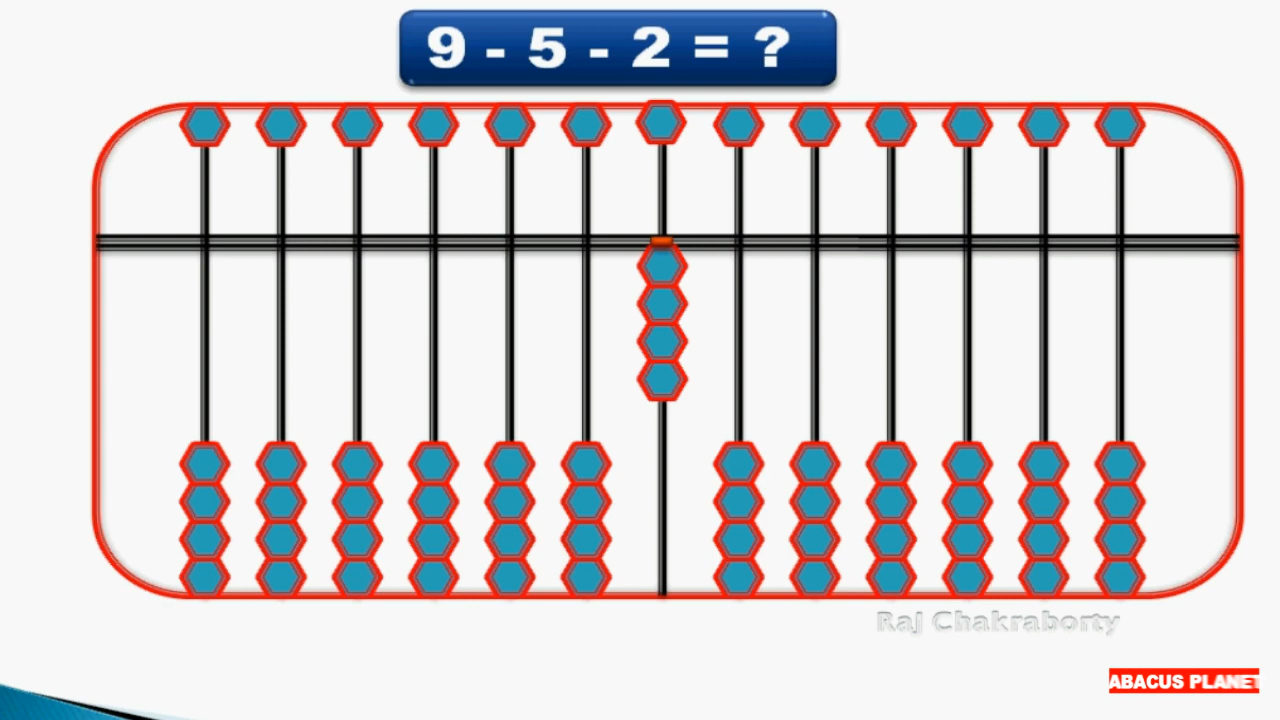 9 - 5 - 2 = ?
Raj Chakraborty
ABACUS PLANET